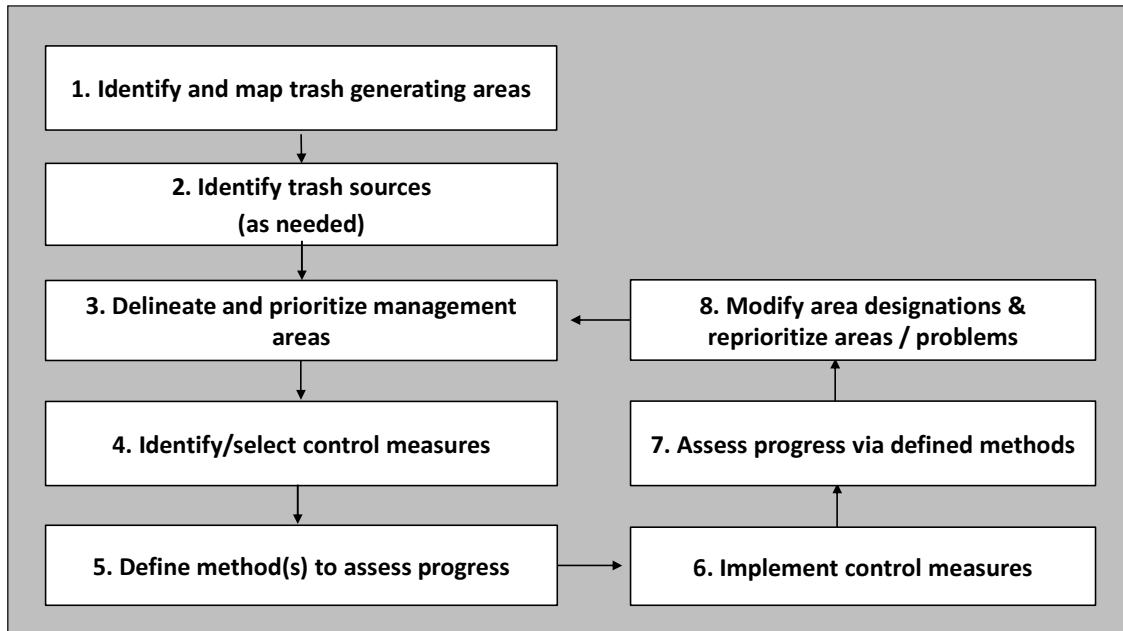 1. Identify and map trash generating areas
2. Identify trash sources
(as needed)
3. Delineate and prioritize management
areas
4. Identify/select control measures
5. Define method(s) to assess progress
6. Implement control measures
7. Assess progress via defined methods
8. Modify area designations &
reprioritize areas / problems